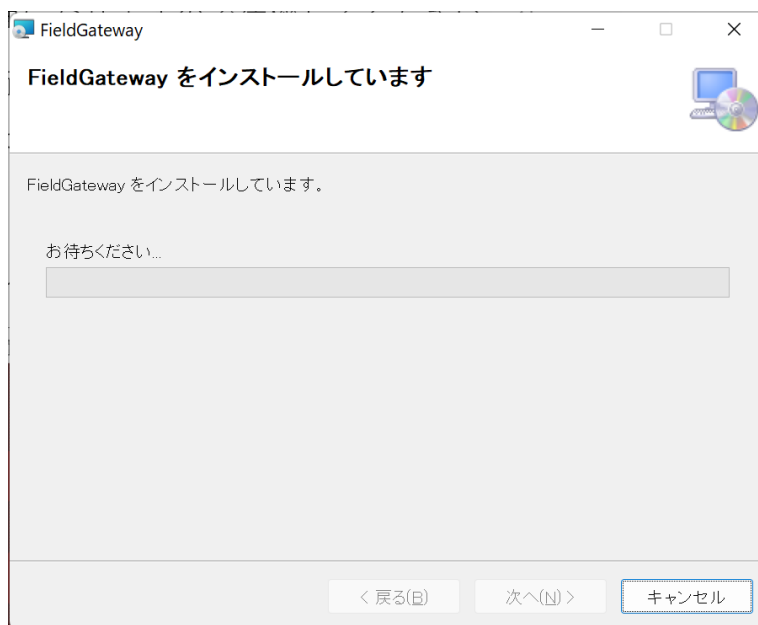 FieldGateway
FieldGateway をインストールしています
FieldGateway をインストールしています。
お待ちください...
< 戻る(B)
次へ(N) >
キャンセル